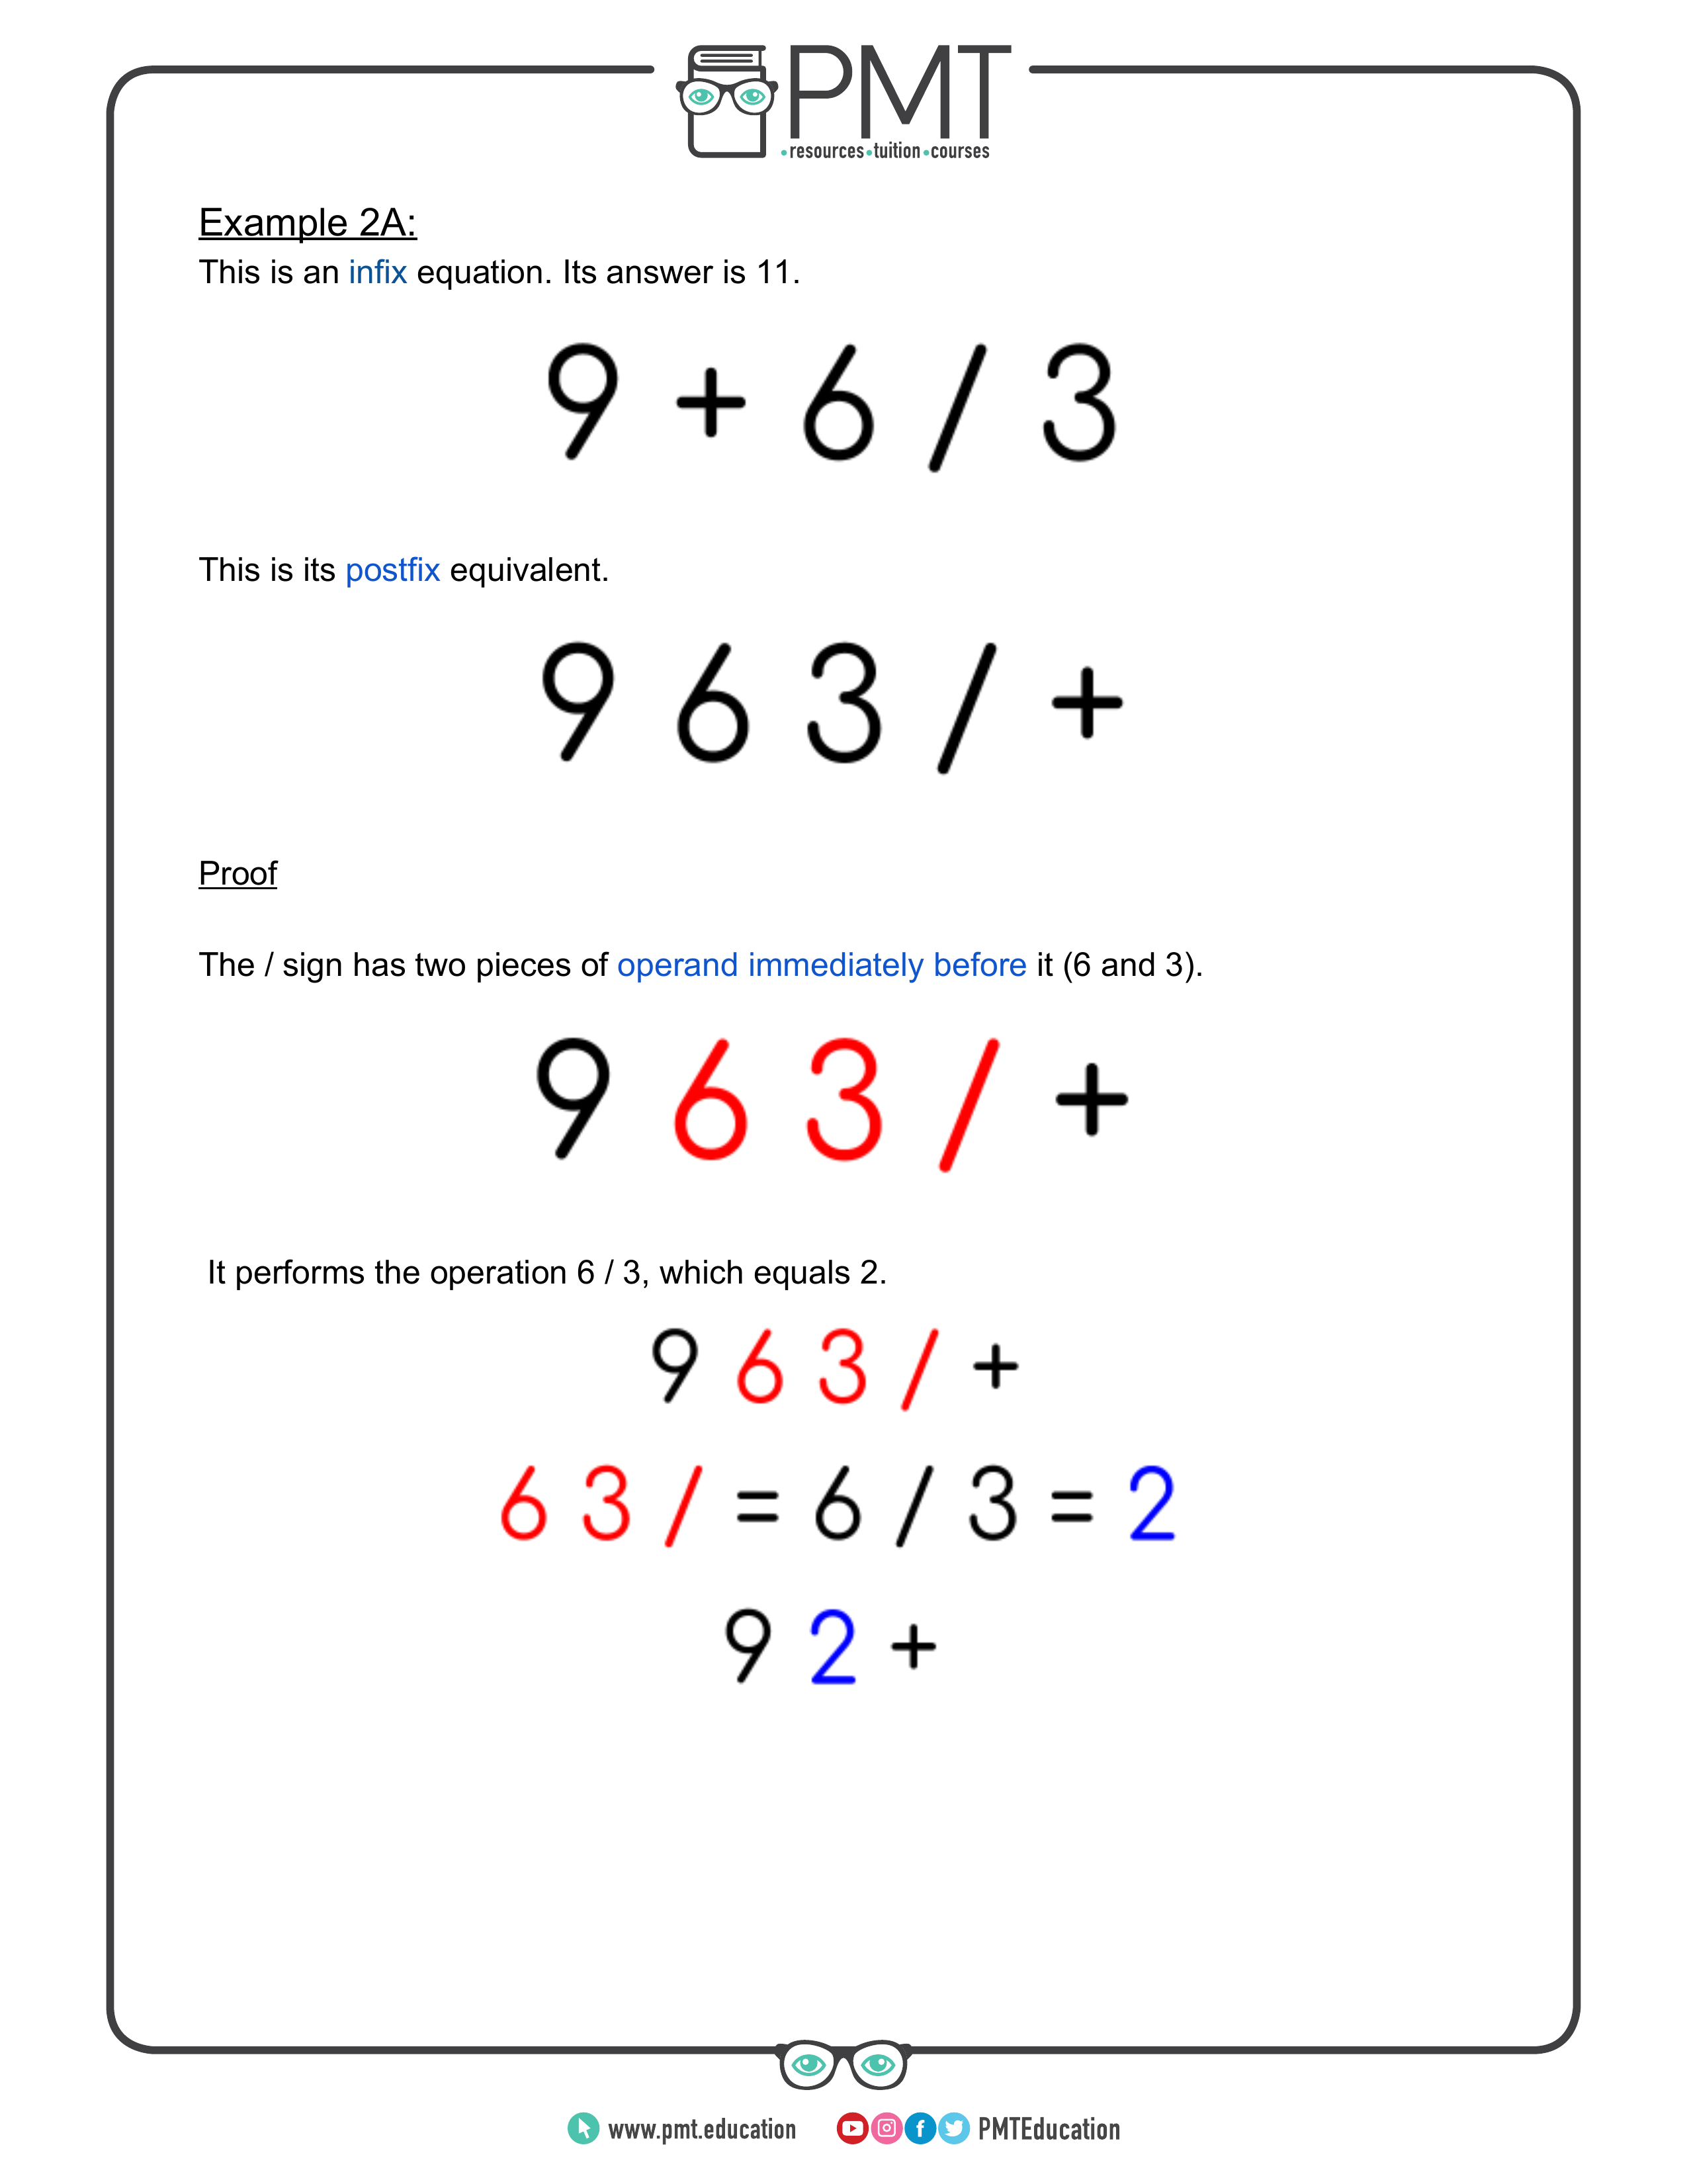 PMT
•resources•tuition•courses
Example 2A:
This is an infix equation. Its answer is 11.
9 + 6 / 3
This is its postfix equivalent.
9 6 3 / +
Proof
The / sign has two pieces of operand immediately before it (6 and 3).
9 6 3 / +
It performs the operation 6 / 3, which equals 2.
9 6 3 / +
6 3 / = 6 / 3 = 2
9 2 +
www.pmt.education PMTEducation